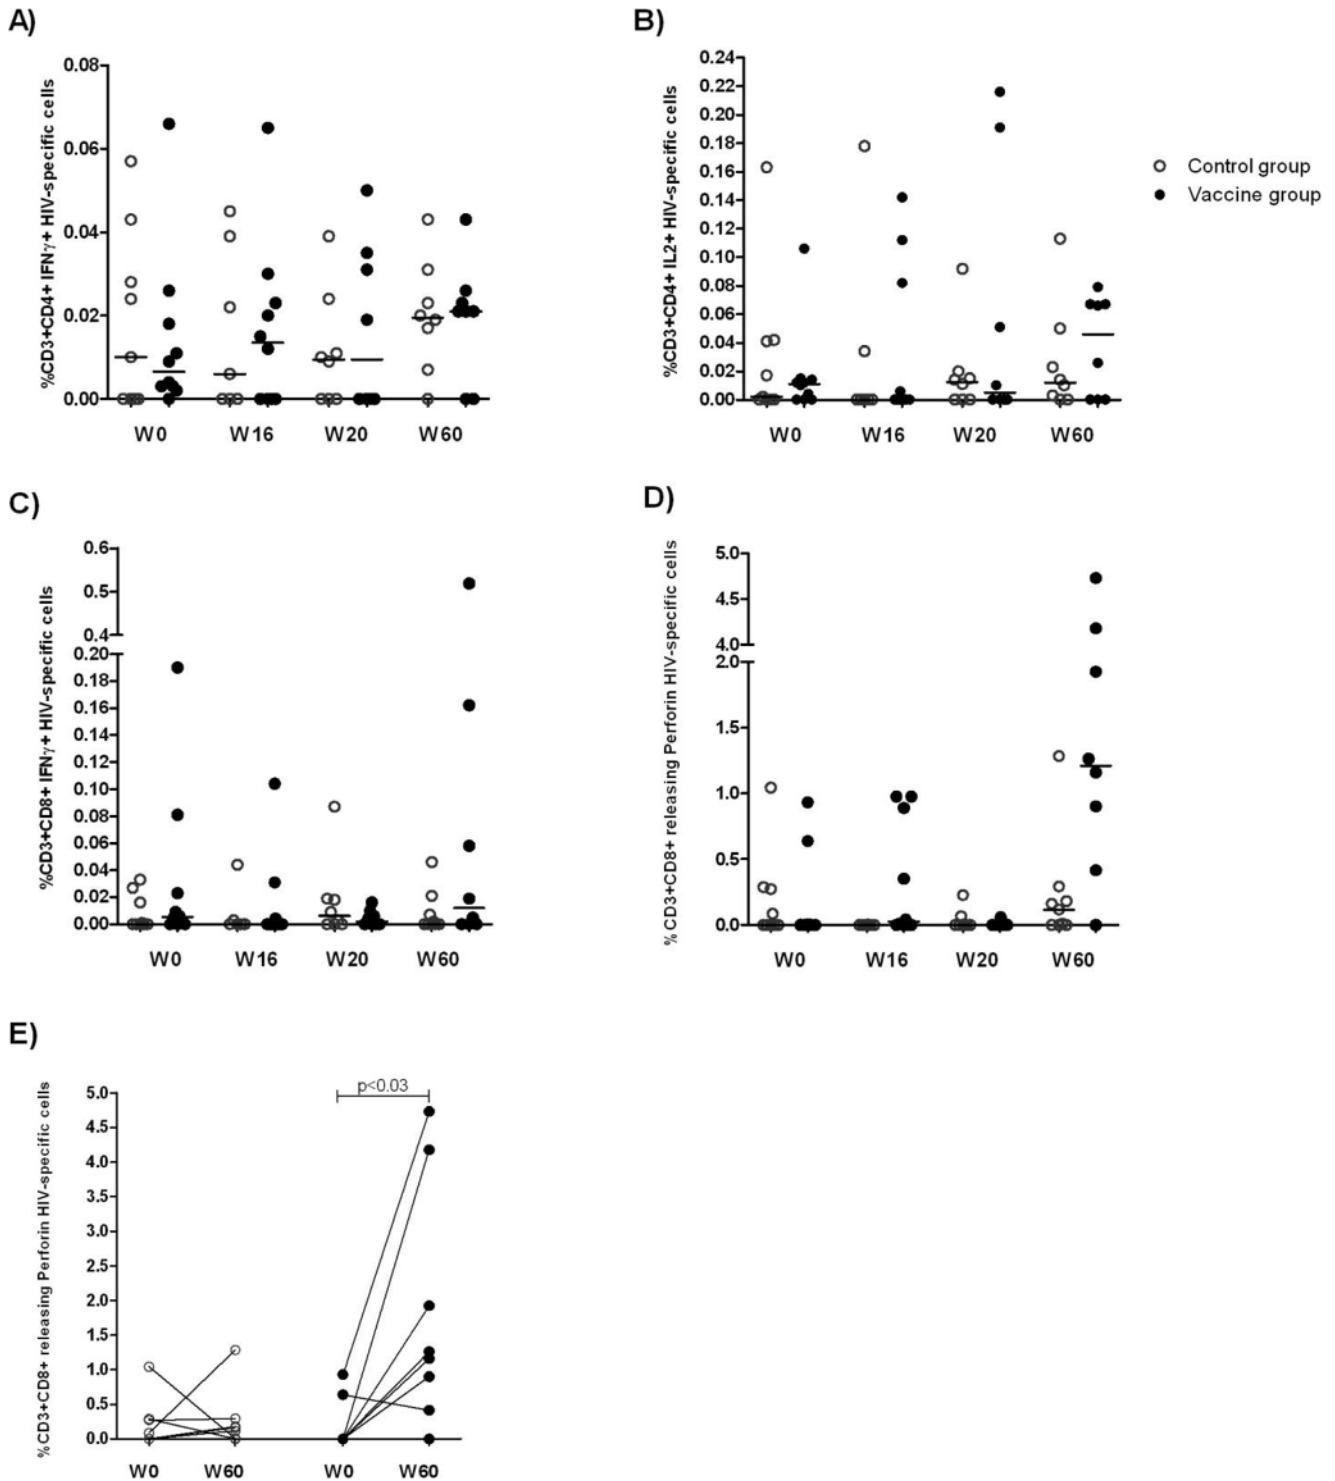 A)
%CD3+CD4+ IFNγ+ HIV-specific cells
0.08
0.06
0.04
0.02
0.00
W0 W16 W20 W60
B)
%CD3+CD4+ IL2+ HIV-specific cells
0.24
0.22
0.20
0.18
0.16
0.14
0.12
0.10
0.08
0.06
0.04
0.02
0.00
W0 W16 W20 W60
Control group
Vaccine group
C)
%CD3+CD8+ IFNγ+ HIV-specific cells
0.6
0.5
0.4
0.20
0.18
0.16
0.14
0.12
0.10
0.08
0.06
0.04
0.02
0.00
W0 W16 W20 W60
D)
% CD3+CD8+ releasing Perforin HIV-specific cells
5.0
4.5
4.0
2.0
1.5
1.0
0.5
0.0
W0 W16 W20 W60
E)
%CD3+CD8+ releasing Perforin HIV-specific cells
5.0
4.5
4.0
3.5
3.0
2.5
2.0
1.5
1.0
0.5
0.0
p<0.03
W0 W60 W0 W60